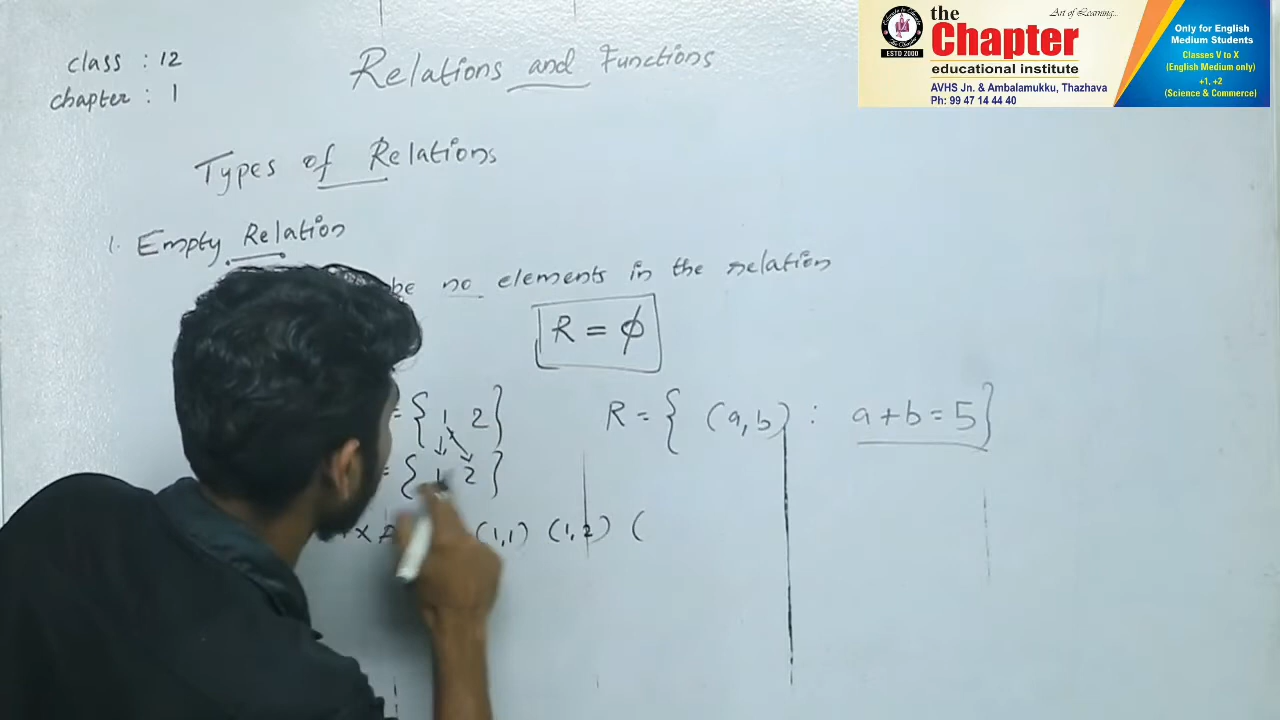 class : 12
chapter : 1
Relations and Functions
Types of Relations
1. Empty Relation
be no elements in the relation
R = ϕ
= { 1 2 }
R = { (a,b) : a+b=5}
= { 1 2 }
× A (1,1) (1,2) (
the
Chapter
educational institute
AVHS Jn. & Ambalamukku, Thazhava
Ph: 99 47 14 44 40
ESTD 2000
Art of Learning...
Only for English
Medium Students
Classes V to X
(English Medium only)
+1, +2
(Science & Commerce)